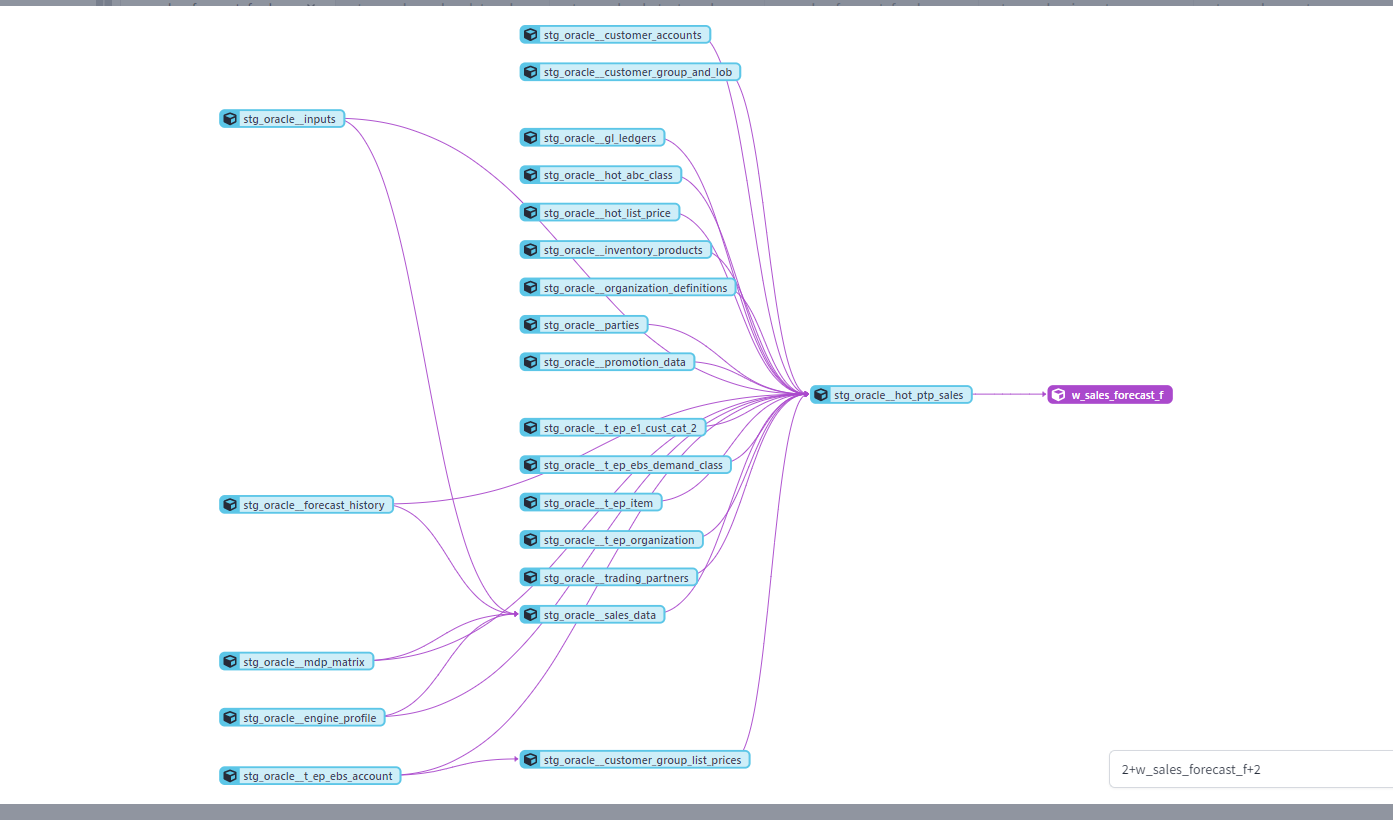 stg_oracle__customer_accounts
stg_oracle__customer_group_and_lob
stg_oracle__inputs
stg_oracle__gl_ledgers
stg_oracle__hot_abc_class
stg_oracle__hot_list_price
stg_oracle__inventory_products
stg_oracle__organization_definitions
stg_oracle__parties
stg_oracle__promotion_data
stg_oracle__hot_ptp_sales
w_sales_forecast_f
stg_oracle__t_ep_e1_cust_cat_2
stg_oracle__t_ep_ebs_demand_class
stg_oracle__t_ep_item
stg_oracle__forecast_history
stg_oracle__t_ep_organization
stg_oracle__trading_partners
stg_oracle__sales_data
stg_oracle__mdp_matrix
stg_oracle__engine_profile
stg_oracle__customer_group_list_prices
stg_oracle__t_ep_ebs_account
2+w_sales_forecast_f+2